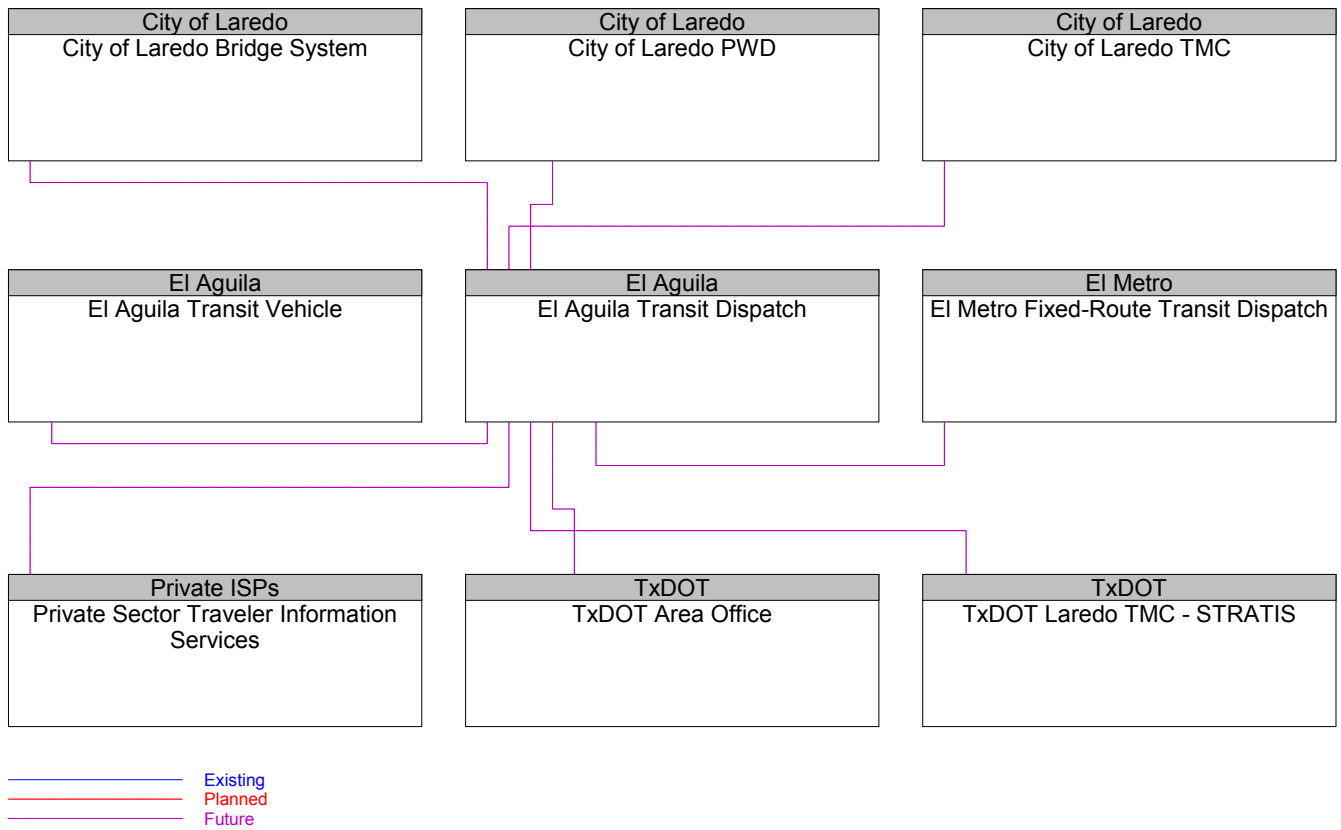 City of Laredo
City of Laredo Bridge System
City of Laredo
City of Laredo PWD
City of Laredo
City of Laredo TMC
El Aguila
El Aguila Transit Vehicle
El Aguila
El Aguila Transit Dispatch
El Metro
El Metro Fixed-Route Transit Dispatch
Private ISPs
Private Sector Traveler Information
Services
TxDOT
TxDOT Area Office
TxDOT
TxDOT Laredo TMC - STRATIS
Existing
Planned
Future